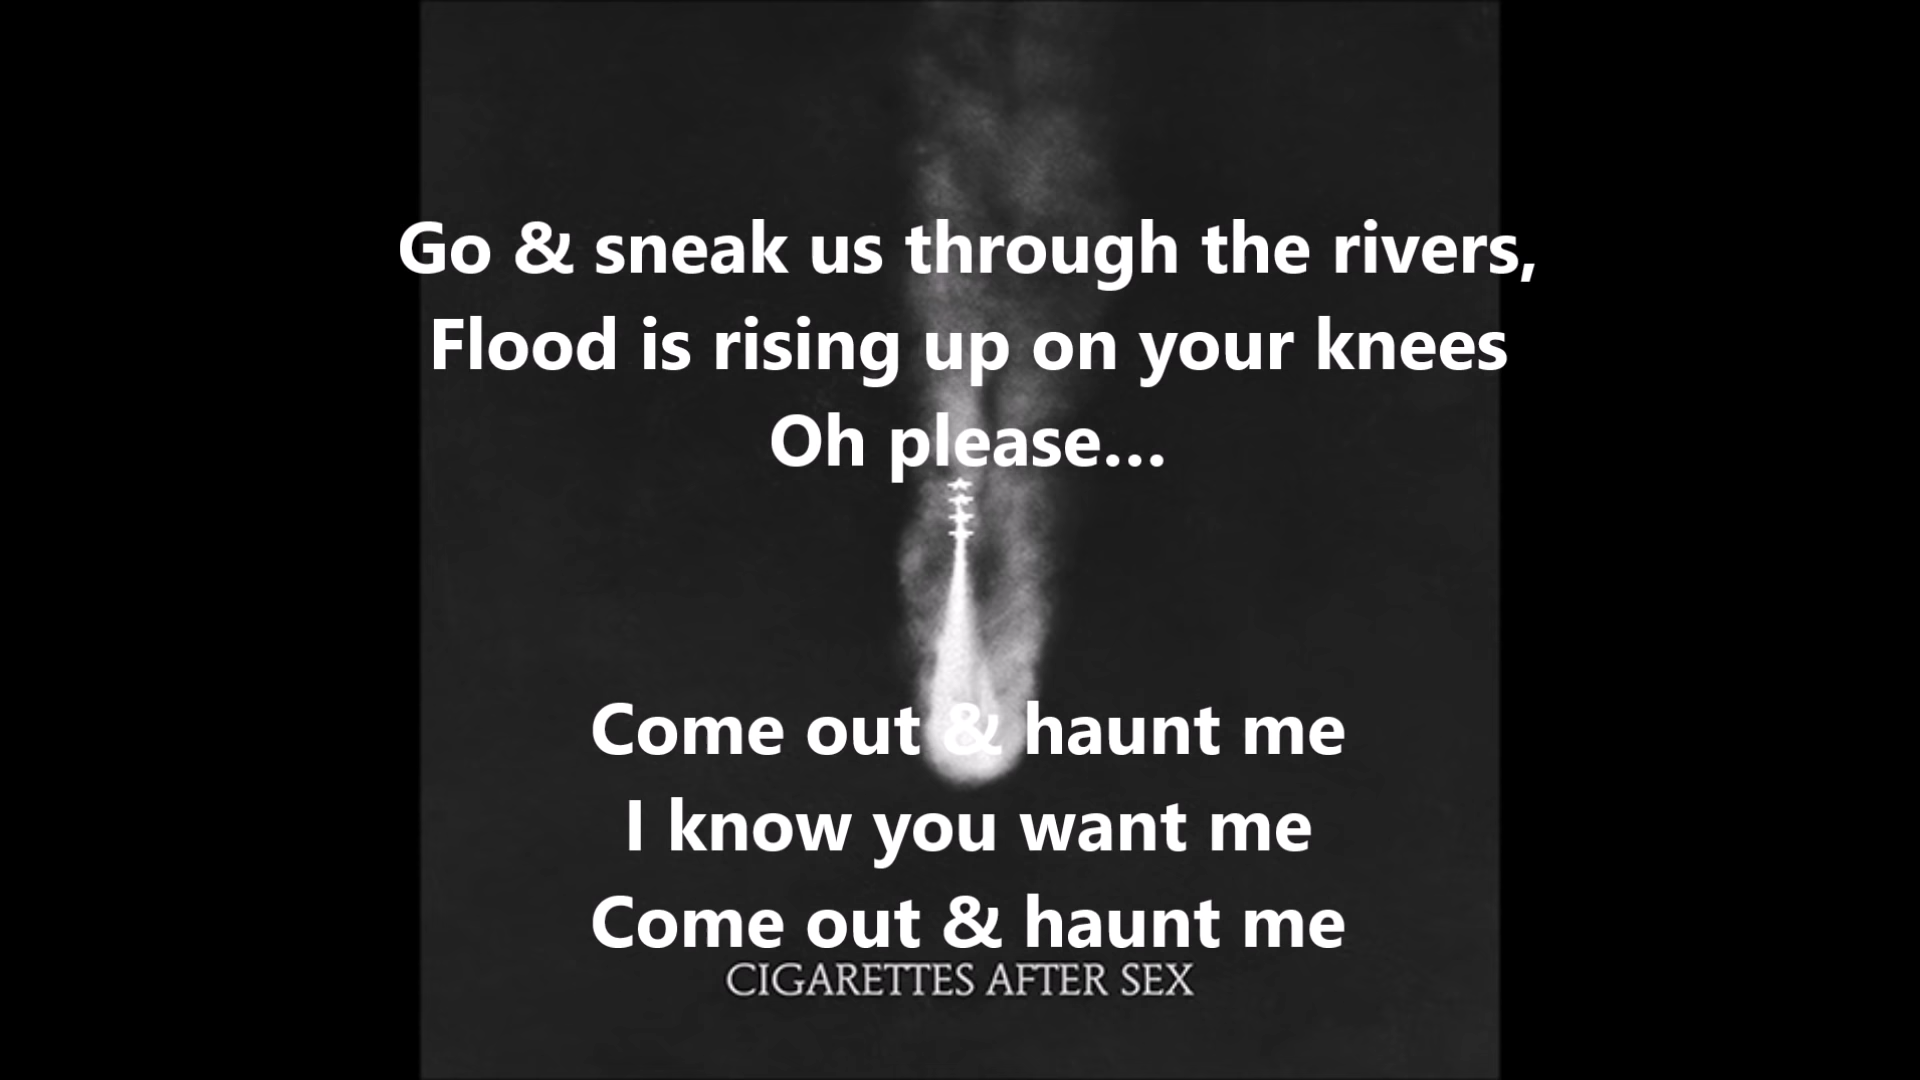 Go & sneak us through the rivers,
Flood is rising up on your knees
Oh please...
Come out & haunt me
I know you want me
Come out & haunt me
CIGARETTES AFTER SEX